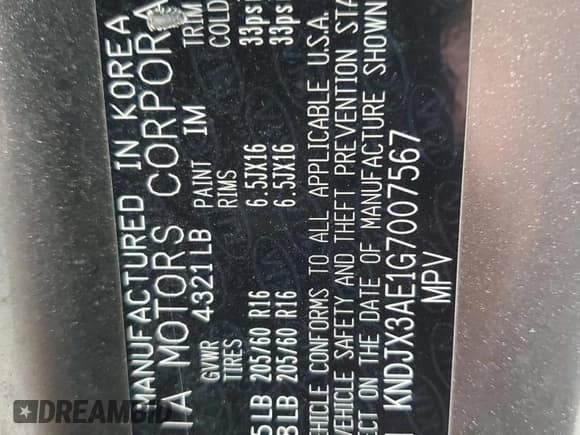 MANUFACTURED IN KOREA
IA MOTORS CORPORA
GVWR PAINT TRIM
4321LB IM
TIRES RIMS COLD
5LB 205/60 R16 6.5JX16 33psi
8LB 205/60 R16 6.5JX16 33psi
EHICLE CONFORMS TO ALL APPLICABLE U.S.A.
VEHICLE SAFETY AND THEFT PREVENTION STA
ECT ON THE DATE OF MANUFACTURE SHOWN
KNDJX3AE1G7007567
MPV
DREAMBID